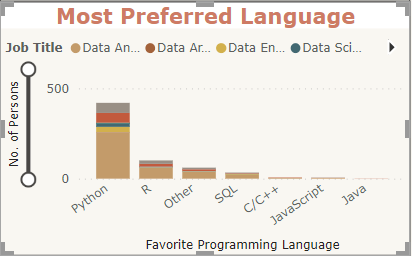 Most Preferred Language
Job Title Data An... Data Ar... Data En... Data Sci...
No. of Persons
500
0
Python
R
Other
SQL
C/C++
JavaScript
Java
Favorite Programming Language